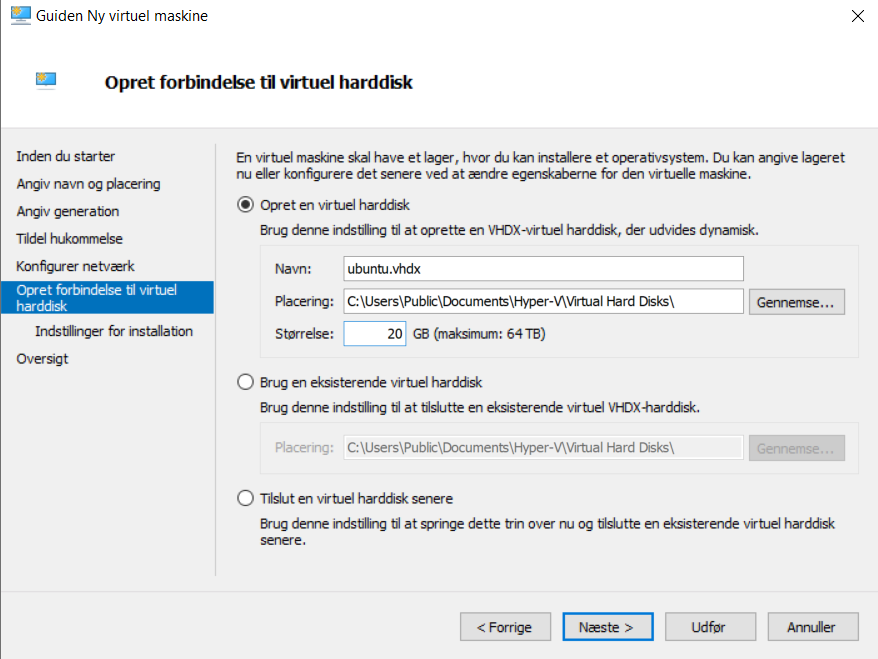 Guiden Ny virtuel maskine
Opret forbindelse til virtuel harddisk
Inden du starter
Angiv navn og placering
Angiv generation
Tildel hukommelse
Konfigurer netværk
Opret forbindelse til virtuel
harddisk
Indstillinger for installation
Oversigt
En virtuel maskine skal have et lager, hvor du kan installere et operativsystem. Du kan angive lageret
nu eller konfigurere det senere ved at ændre egenskaberne for den virtuelle maskine.
Opret en virtuel harddisk
Brug denne indstilling til at oprette en VHDX-virtuel harddisk, der udvides dynamisk.
Navn: ubuntu.vhdx
Placering: C:\Users\Public\Documents\Hyper-V\Virtual Hard Disks\ Gennemse...
Størrelse: 20 GB (maksimum: 64 TB)
Brug en eksisterende virtuel harddisk
Brug denne indstilling til at tilslutte en eksisterende virtuel VHDX-harddisk.
Placering: C:\Users\Public\Documents\Hyper-V\Virtual Hard Disks\ Gennemse...
Tilslut en virtuel harddisk senere
Brug denne indstilling til at springe dette trin over nu og tilslutte en eksisterende virtuel harddisk
senere.
< Forrige Næste > Udfør Annuller